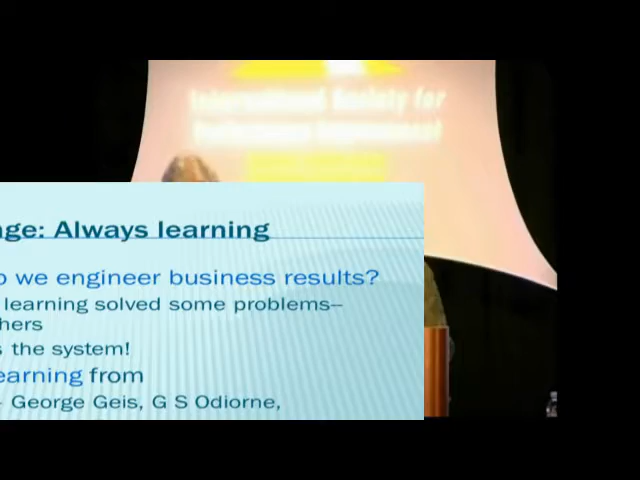 International Society for
Performance Improvement
nge: Always learning
o we engineer business results?
learning solved some problems—
hers
s the system!
earning from
– George Geis, G S Odiorne,